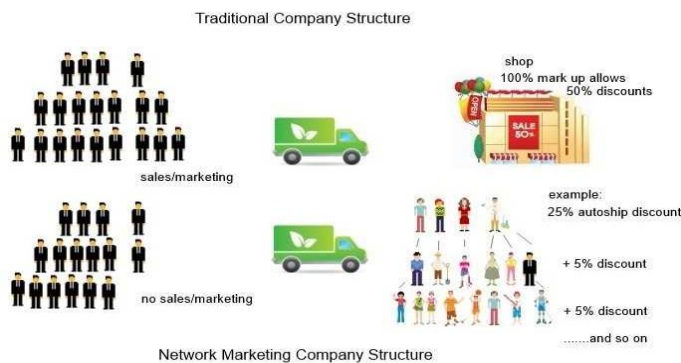 Traditional Company Structure
shop
100% mark up allows
50% discounts
OPEN
SALE
50%
sales/marketing
example:
25% autoship discount
+ 5% discount
no sales/marketing
+ 5% discount
.......and so on
Network Marketing Company Structure